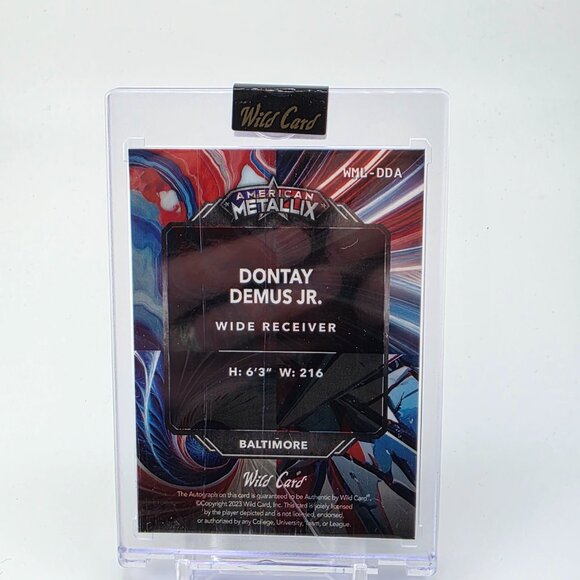 Wild Card
WML-DDA
AMERICAN
METALLIX
DONTAY
DEMUS JR.
WIDE RECEIVER
H: 6'3" W: 216
BALTIMORE
Wild Card
The Autograph on this card is guaranteed to be Authentic by Wild Card®.
©Copyright 2023 Wild Card, Inc. This card is solely licensed
by the player depicted and is not licensed, endorsed,
or authorized by any College, University, Team, or League.